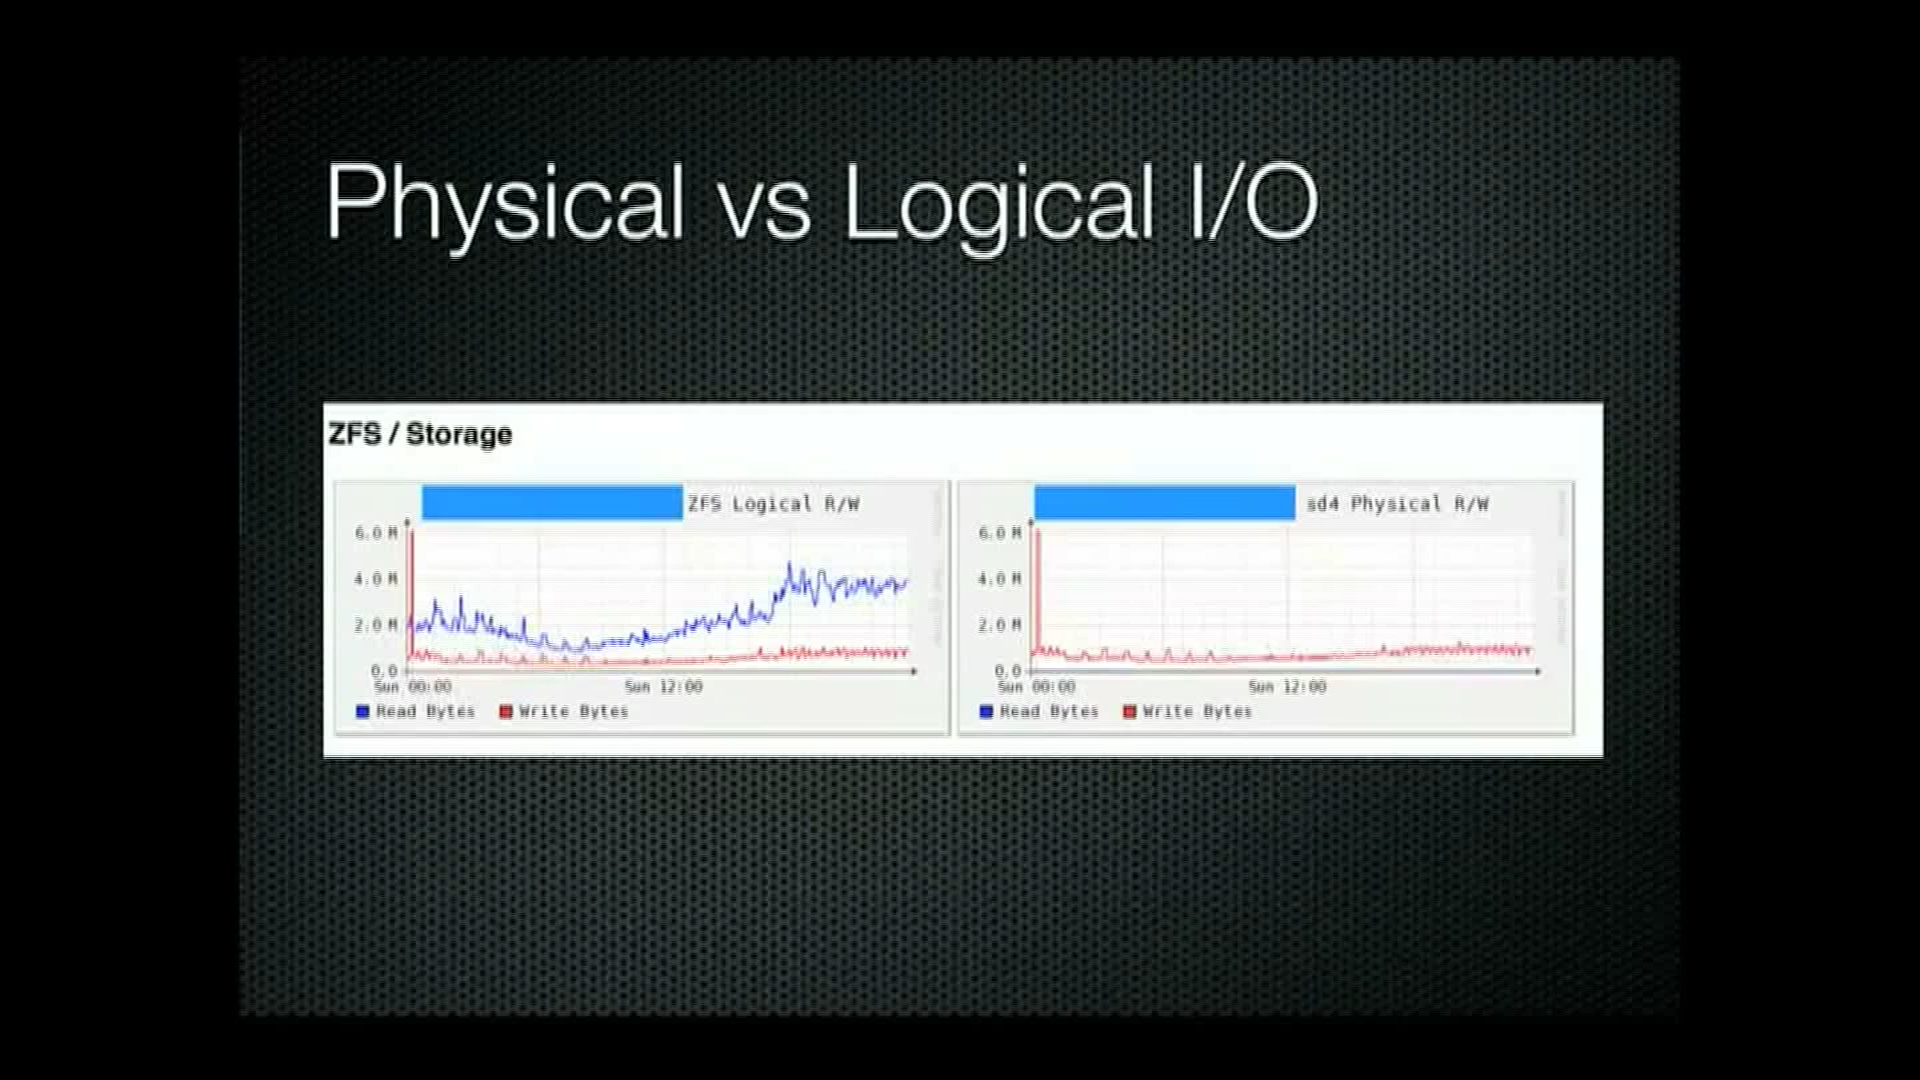 Physical vs Logical I/O
ZFS / Storage
ZFS Logical R/W
6.0 M
4.0 M
2.0 M
0.0
Sun 00:00 Sun 12:00
Read Bytes Write Bytes
sd4 Physical R/W
6.0 M
4.0 M
2.0 M
0.0
Sun 00:00 Sun 12:00
Read Bytes Write Bytes